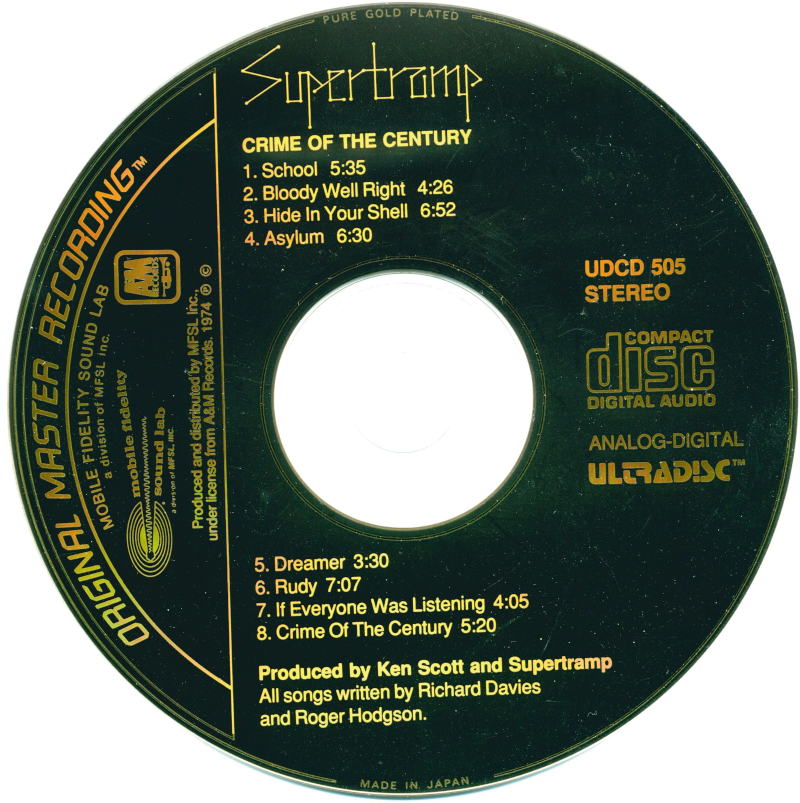 PURE GOLD PLATED
Supertramp
CRIME OF THE CENTURY
1. School 5:35
2. Bloody Well Right 4:26
3. Hide In Your Shell 6:52
4. Asylum 6:30
ORIGINAL MASTER RECORDING™
MOBILE FIDELITY SOUND LAB
a division of MFSL inc.
A&M
RECORDS
mobile fidelity
sound lab
a division of MFSL, INC.
Produced and distributed by MFSL Inc.,
under license from A&M Records. 1974 ℗ ©
UDCD 505
STEREO
COMPACT
disc
DIGITAL AUDIO
ANALOG-DIGITAL
ULTRADISC™
5. Dreamer 3:30
6. Rudy 7:07
7. If Everyone Was Listening 4:05
8. Crime Of The Century 5:20
Produced by Ken Scott and Supertramp
All songs written by Richard Davies
and Roger Hodgson.
MADE IN JAPAN